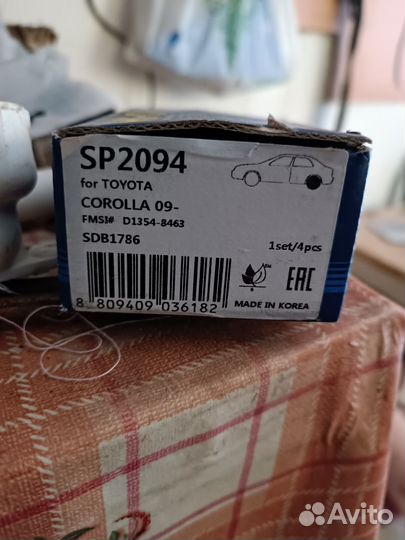 SP2094
for TOYOTA
COROLLA 09-
FMSI# D1354-8463
SDB1786
1set/4pcs
8 809409 036182
MADE IN KOREA
EAC
Avito